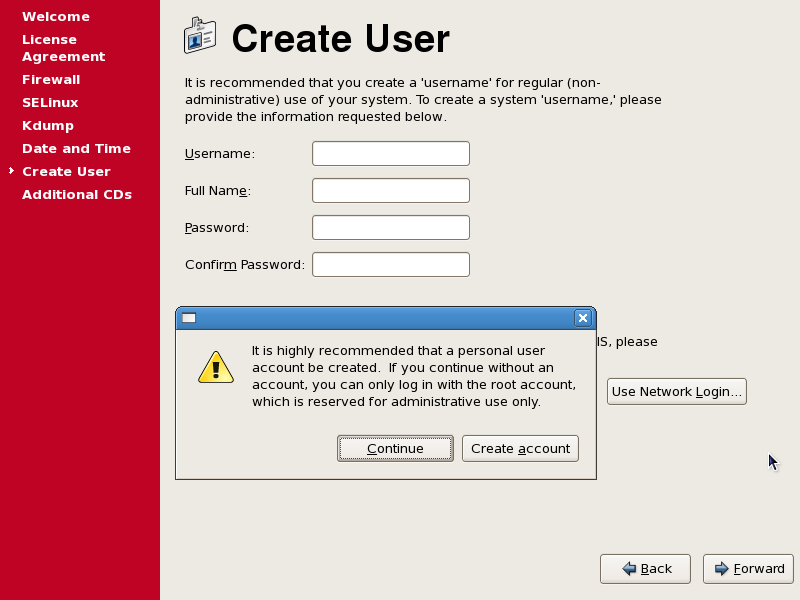 Welcome
License
Agreement
Firewall
SELinux
Kdump
Date and Time
Create User
Additional CDs
Create User
It is recommended that you create a 'username' for regular (non-
administrative) use of your system. To create a system 'username,' please
provide the information requested below.
Username:
Full Name:
Password:
Confirm Password:
IS, please
Use Network Login...
It is highly recommended that a personal user
account be created.  If you continue without an
account, you can only log in with the root account,
which is reserved for administrative use only.
Continue
Create account
Back
Forward